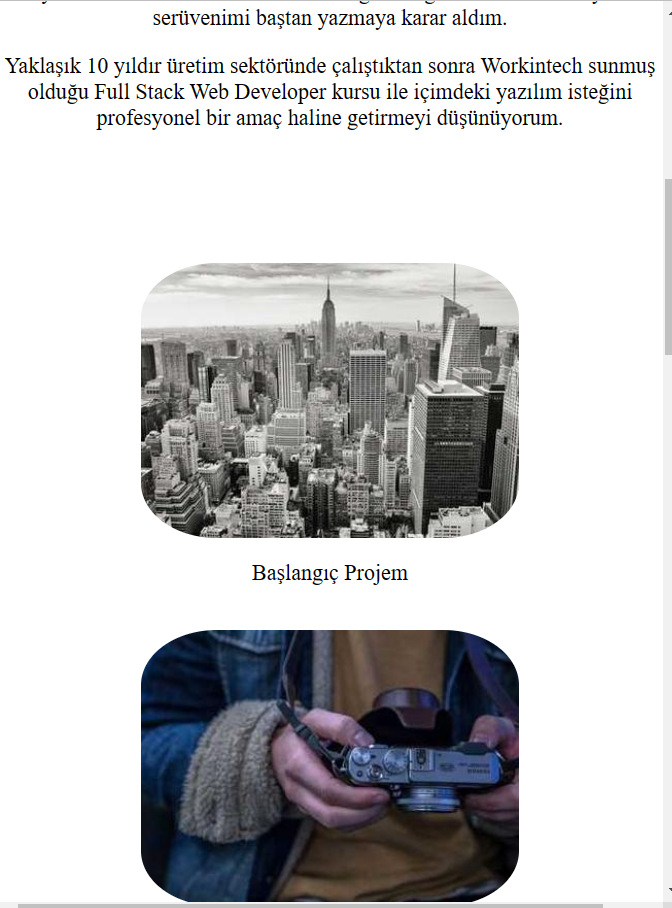 serüvenimi baştan yazmaya karar aldım.
Yaklaşık 10 yıldır üretim sektöründe çalıştıktan sonra Workintech sunmuş
olduğu Full Stack Web Developer kursu ile içimdeki yazılım isteğini
profesyonel bir amaç haline getirmeyi düşünüyorum.
Başlangıç Projem